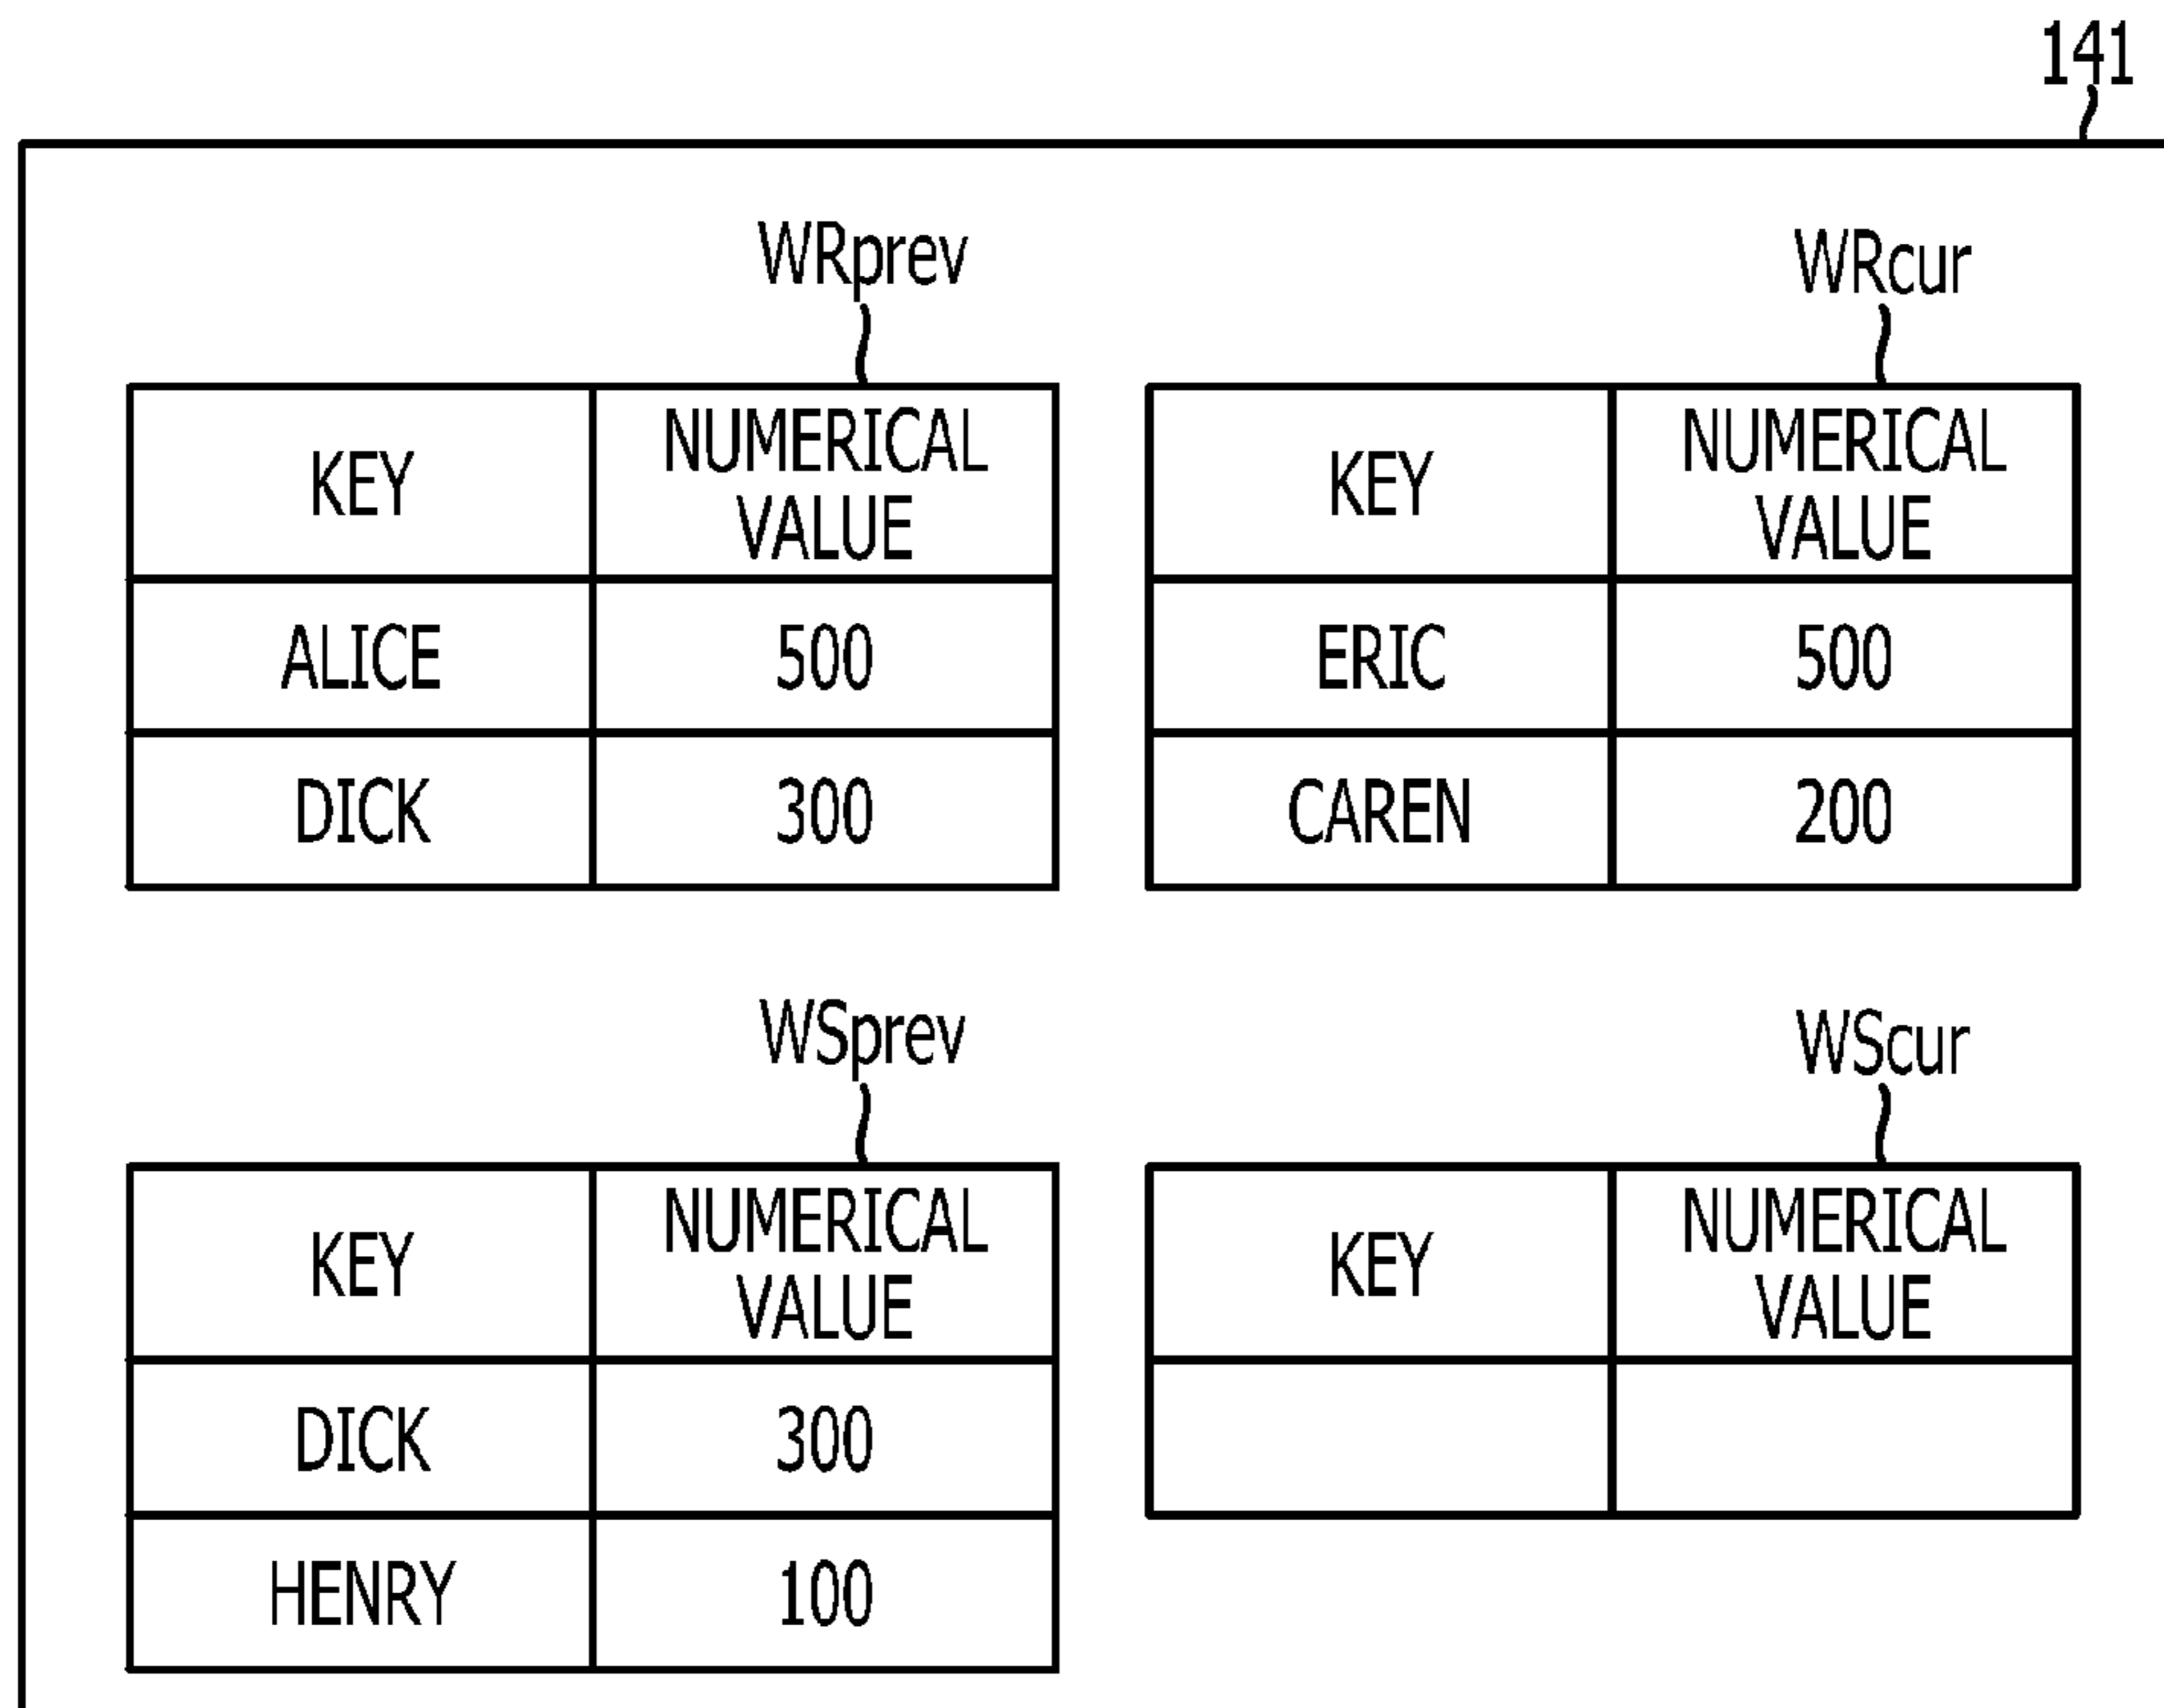 141
WRprev
WRcur
KEY NUMERICAL VALUE
KEY NUMERICAL VALUE
ALICE 500
ERIC 500
DICK 300
CAREN 200
WSprev
WScur
KEY NUMERICAL VALUE
KEY NUMERICAL VALUE
DICK 300
HENRY 100